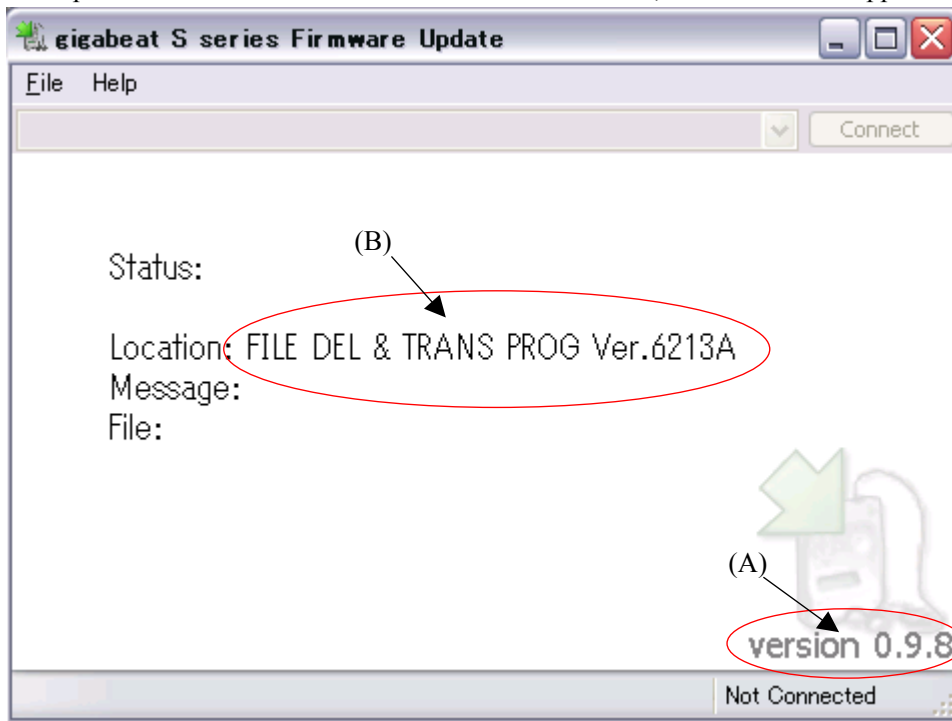 gigabeat S series Firmware Update
File Help
Connect
(B)
Status:
Location: FILE DEL & TRANS PROG Ver.6213A
Message:
File:
(A)
version 0.9.8
Not Connected